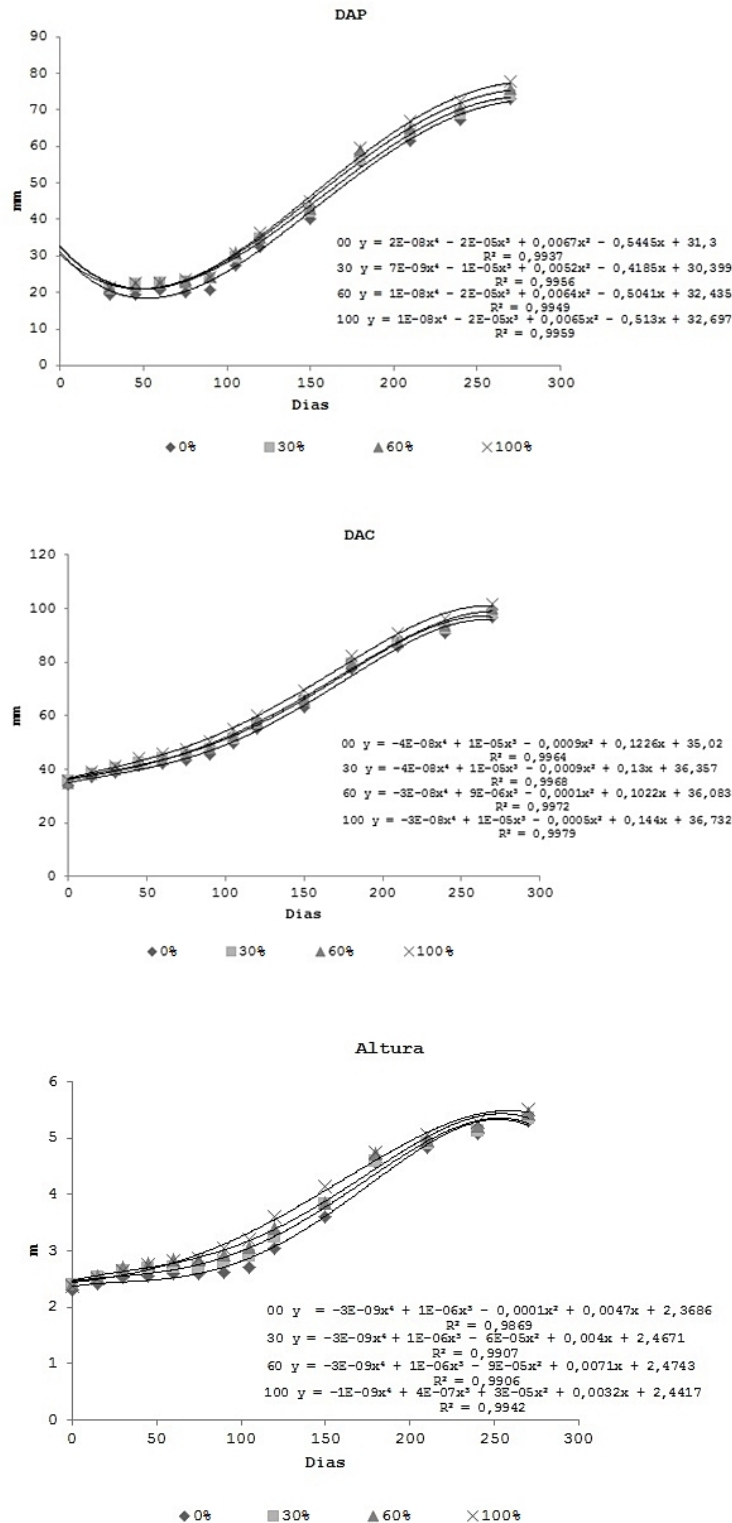 DAP
90
80
70
60
50
40
30
20
10
0
mm
00 y = 2E-08x⁴ − 2E-05x³ + 0,0067x² − 0,5445x + 31,3
R² = 0,9937
30 y = 7E-09x⁴ − 1E-05x³ + 0,0052x² − 0,4185x + 30,399
R² = 0,9956
60 y = 1E-08x⁴ − 2E-05x³ + 0,0064x² − 0,5041x + 32,435
R² = 0,9949
100 y = 1E-08x⁴ − 2E-05x³ + 0,0065x² − 0,513x + 32,697
R² = 0,9959
0 50 100 150 200 250 300
Dias
0% 30% 60% 100%
DAC
120
100
80
60
40
20
0
mm
00 y = −4E-08x⁴ + 1E-05x³ − 0,0009x² + 0,1226x + 35,02
R² = 0,9964
30 y = −4E-08x⁴ + 1E-05x³ − 0,0009x² + 0,13x + 36,357
R² = 0,9968
60 y = −3E-08x⁴ + 9E-06x³ − 0,0001x² + 0,1022x + 36,083
R² = 0,9972
100 y = −3E-08x⁴ + 1E-05x³ − 0,0005x² + 0,144x + 36,732
R² = 0,9979
0 50 100 150 200 250 300
Dias
0% 30% 60% 100%
Altura
6
5
4
3
2
1
0
m
00 y = −3E-09x⁴ + 1E-06x³ − 0,0001x² + 0,0047x + 2,3686
R² = 0,9869
30 y = −3E-09x⁴ + 1E-06x³ − 6E-05x² + 0,004x + 2,4671
R² = 0,9907
60 y = −3E-09x⁴ + 1E-06x³ − 9E-05x² + 0,0071x + 2,4743
R² = 0,9906
100 y = −1E-09x⁴ + 4E-07x³ + 3E-05x² + 0,0032x + 2,4417
R² = 0,9942
0 50 100 150 200 250 300
Dias
0% 30% 60% 100%